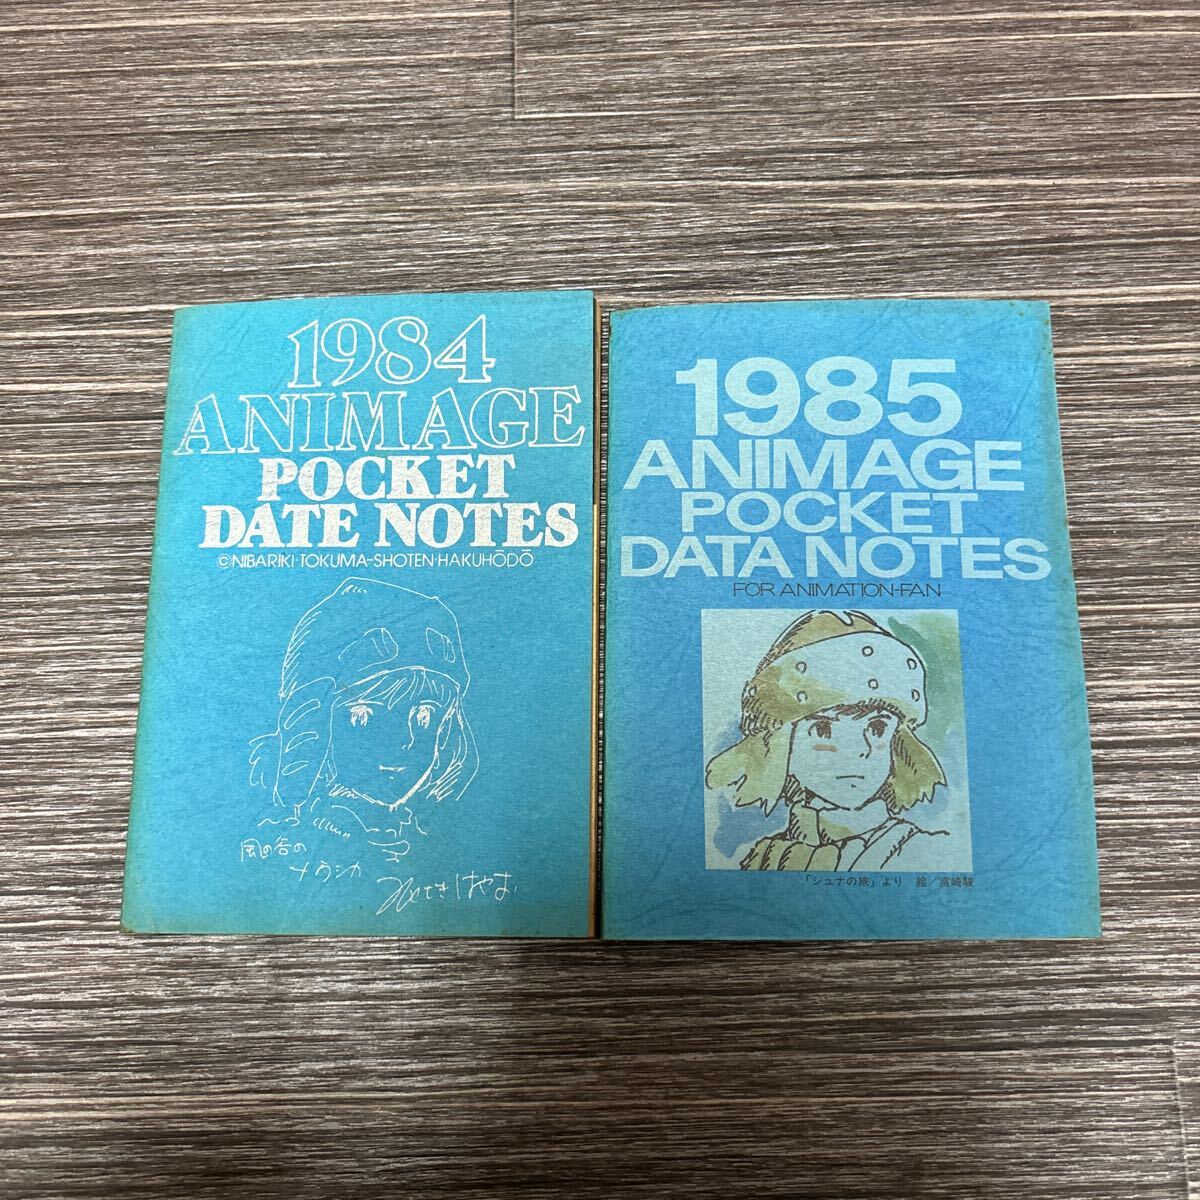 1984
ANIMAGE
POCKET
DATE NOTES
©NIBARIKI·TOKUMA-SHOTEN·HAKUHŌDŌ
風の谷の
ナウシカ
1985
ANIMAGE
POCKET
DATA NOTES
FOR ANIMATION-FAN
「シュナの旅」より 絵/宮崎駿